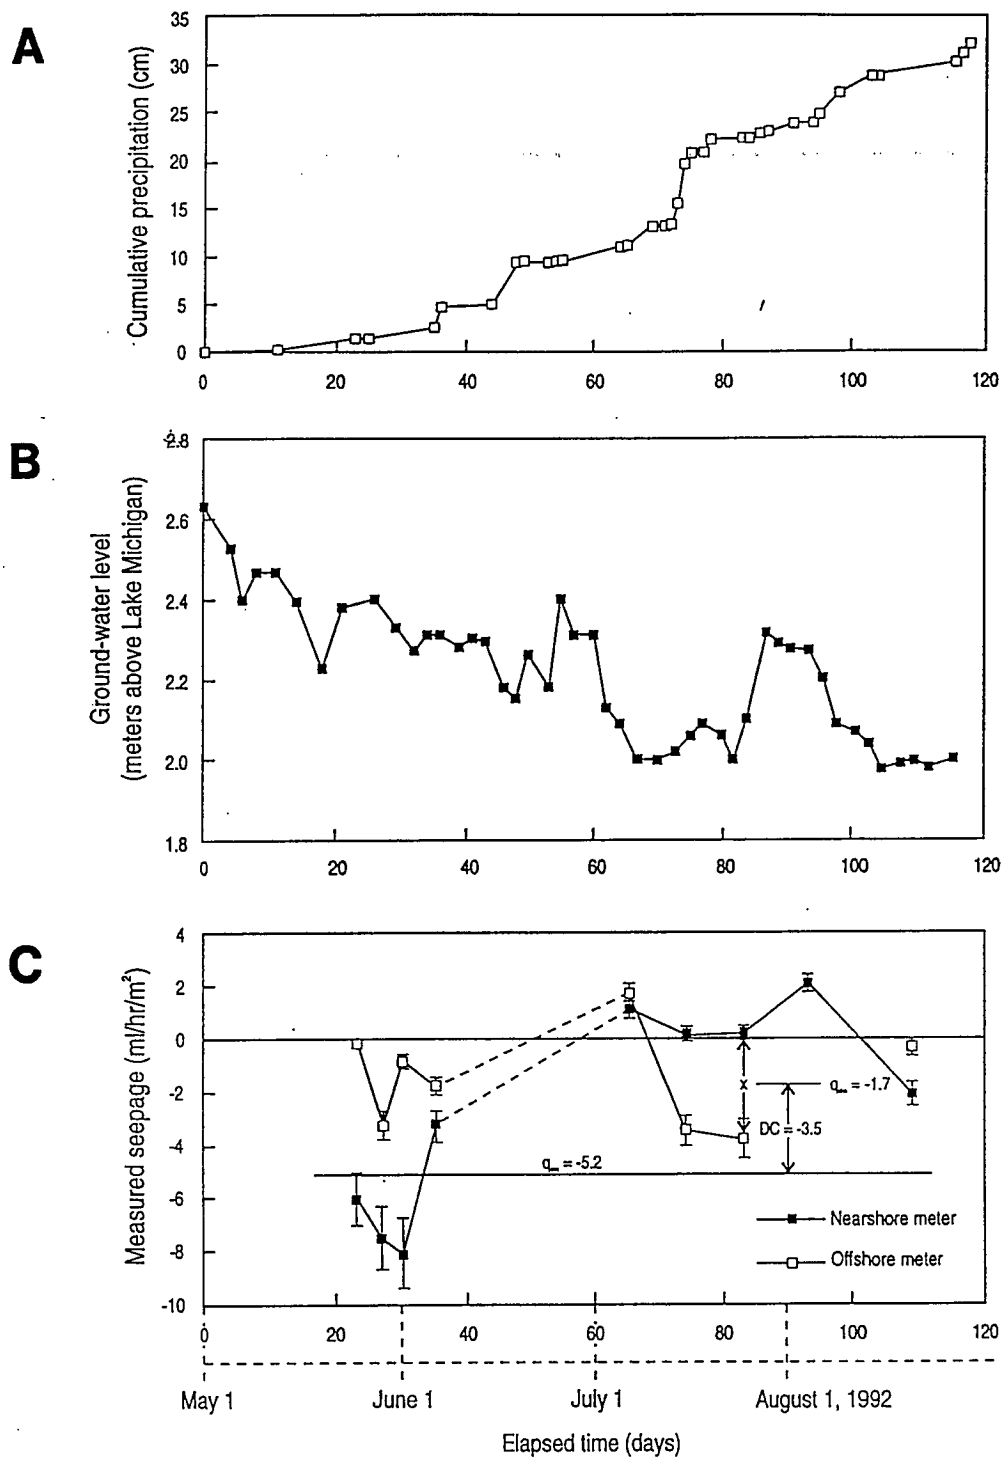 A
Cumulative precipitation (cm)
35
30
25
20
15
10
5
0
0 20 40 60 80 100 120
B
Ground-water level
(meters above Lake Michigan)
2.8
2.6
2.4
2.2
2.0
1.8
0 20 40 60 80 100 120
C
Measured seepage (ml/hr/m²)
4
2
0
-2
-4
-6
-8
-10
x
= -1.7
DC = -3.5
= -5.2
Nearshore meter
Offshore meter
0 20 40 60 80 100 120
May 1 June 1 July 1 August 1, 1992
Elapsed time (days)